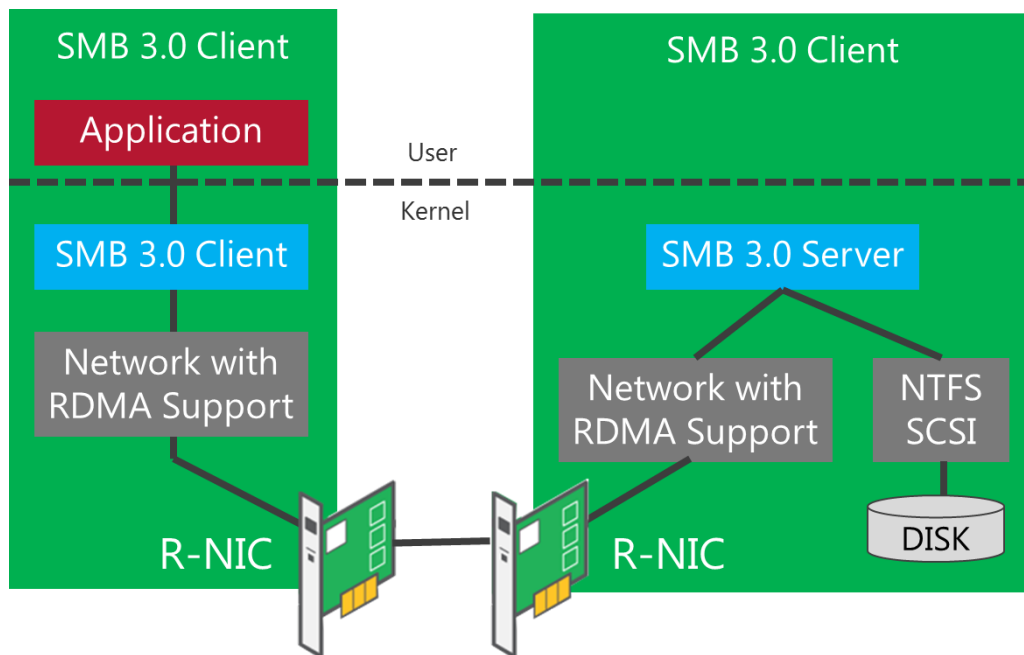 SMB 3.0 Client
Application
SMB 3.0 Client
Network with
RDMA Support
R-NIC
User
Kernel
SMB 3.0 Client
SMB 3.0 Server
Network with
RDMA Support
NTFS
SCSI
R-NIC
DISK